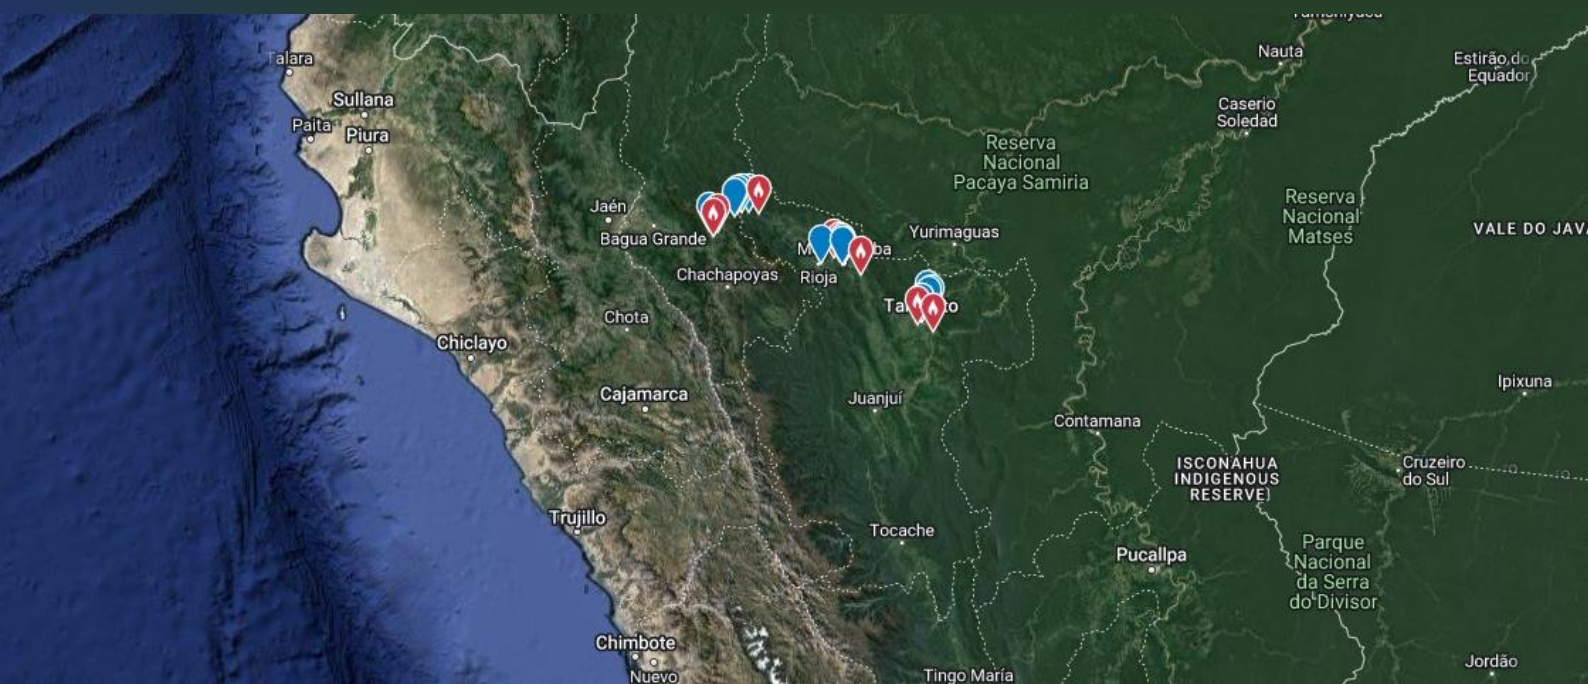 Talara
Sullana
Paita
Piura
Nauta
Estirão do
Equador
Caserio
Soledad
Reserva
Nacional
Pacaya Samiria
Reserva
Nacional
Matsés
VALE DO JAVA
Jaén
Bagua Grande
Yurimaguas
Chachapoyas
Rioja
Chota
Chiclayo
Cajamarca
Juanjuí
Ipixuna
Contamana
ISCONAHUA
INDIGENOUS
RESERVE
Cruzeiro
do Sul
Trujillo
Tocache
Pucallpa
Parque
Nacional
da Serra
do Divisor
Chimbote
Nuevo
Tingo María
Jordão